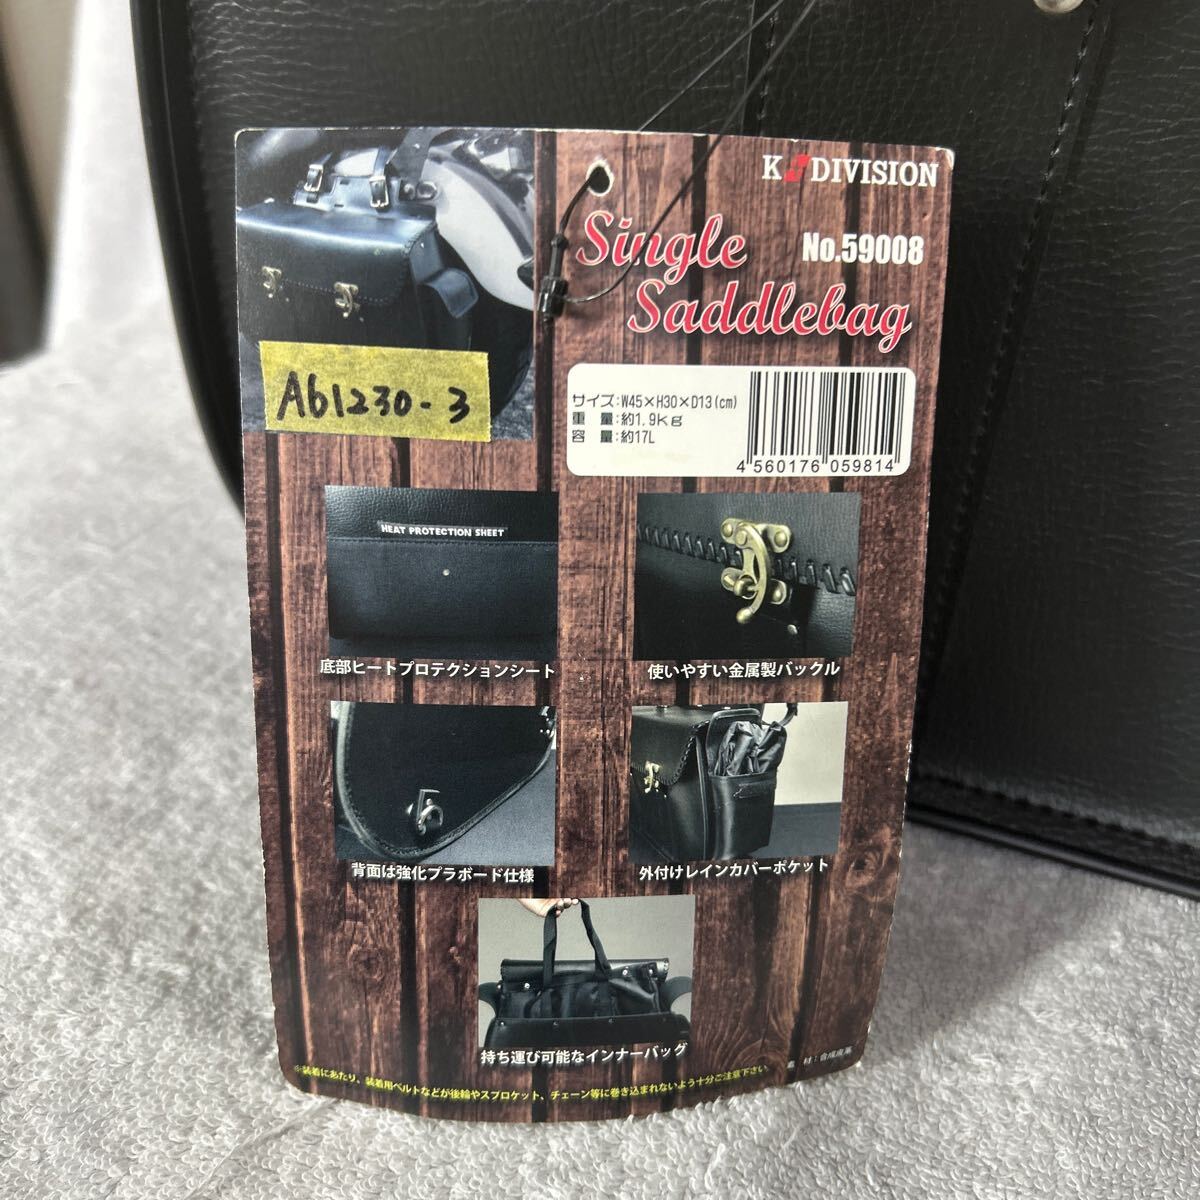 K DIVISION
Single
No.59008
Saddlebag
A61230-3
サイズ:W45×H30×D13(cm)
重 量:約1.9kg
容 量:約17L
4 560176 059814
HEAT PROTECTION SHEET
底部ヒートプロテクションシート
使いやすい金属製バックル
背面は強化プラボード仕様
外付けレインカバーポケット
持ち運び可能なインナーバッグ
素 材:合成皮革
※装着にあたり、装着用ベルトなどが後輪やスプロケット、チェーン等に巻き込まれないよう十分ご注意下さい。